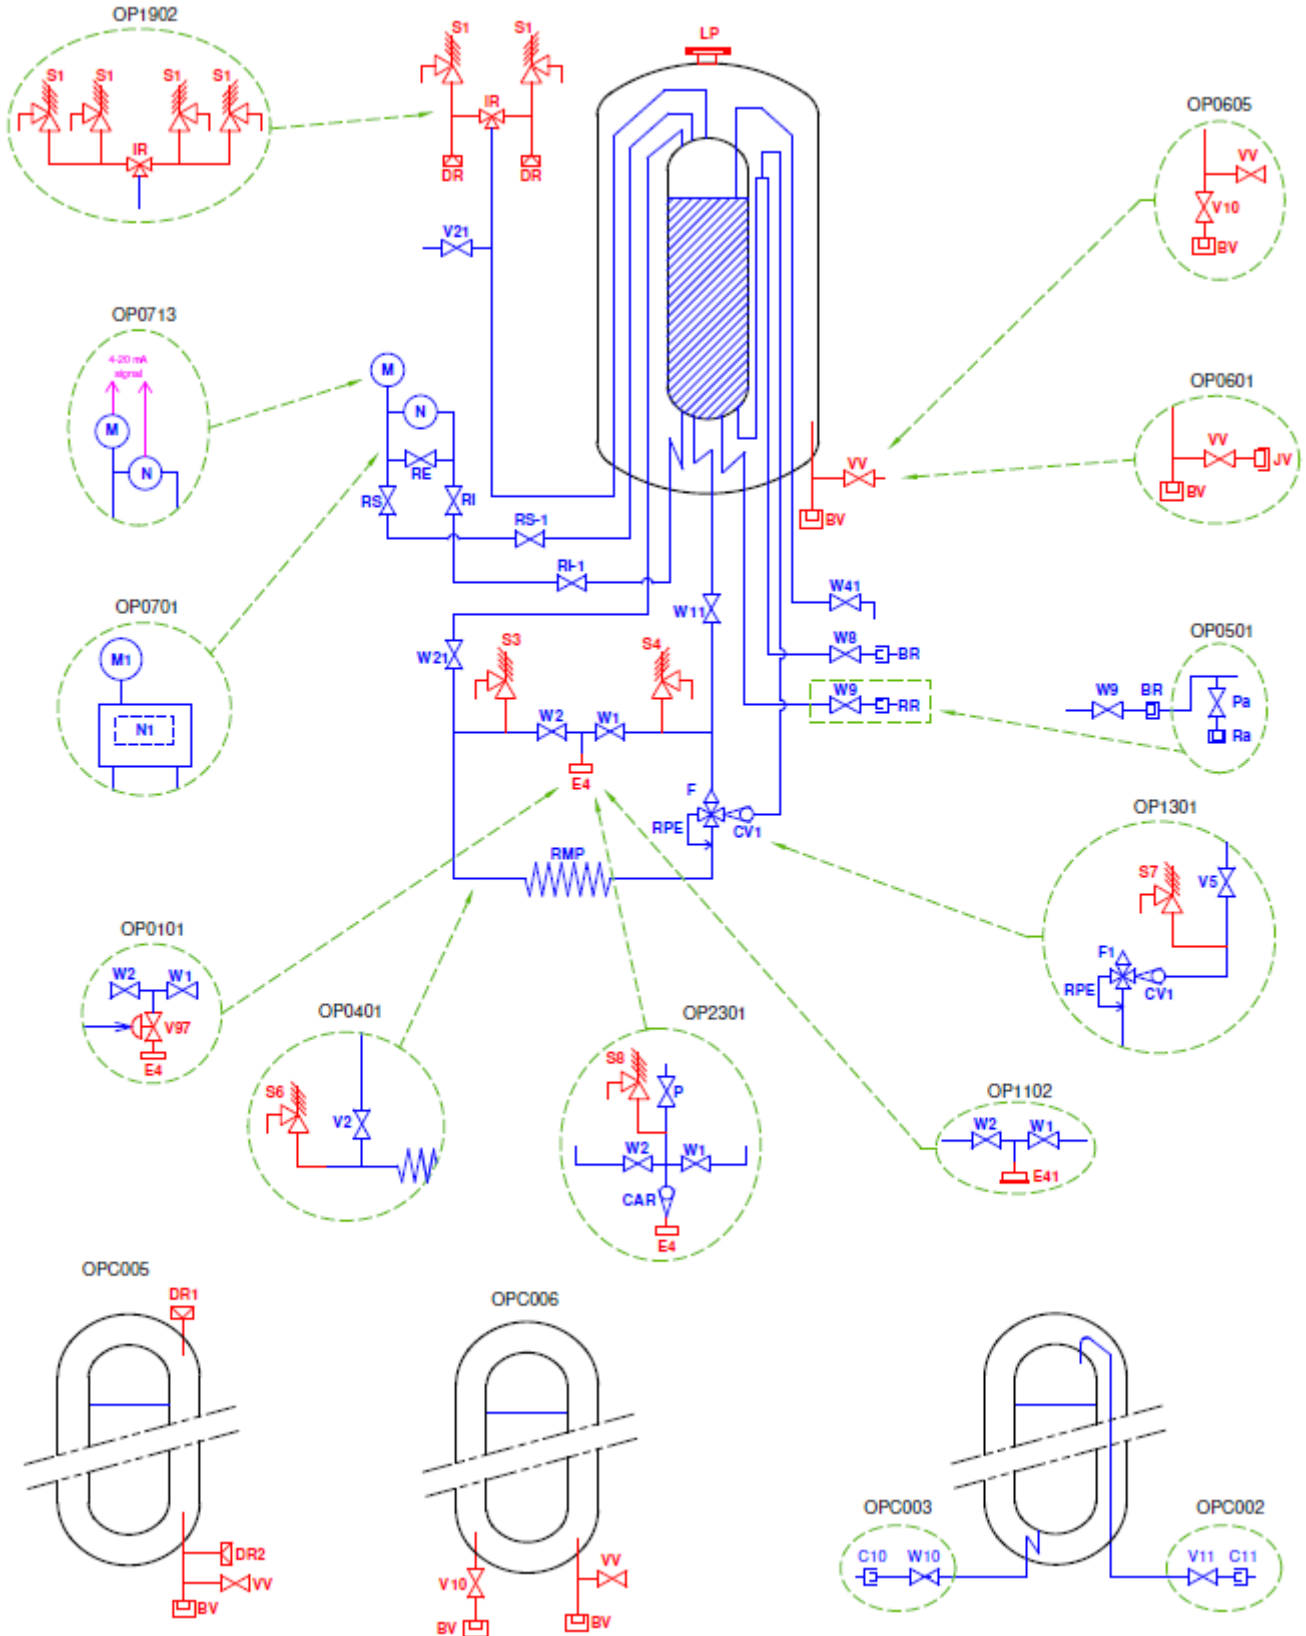 OP1902
S1 S1 S1 S1
IR
S1 S1
IR
DR DR
LP
OP0605
VV
V10
BV
V21
OP0713
4-20 mA
signal
M
N
M
N
RE
RS
RI
RS-1
RI-1
OP0601
VV
JV
BV
VV
BV
OP0701
M1
N1
W21
S3
S4
W2 W1
E4
W11
W41
W8
BR
W9
RR
OP0501
W9 BR
Pa
Ra
F
RPE
CV1
RMP
OP1301
S7
V5
F1
RPE
CV1
OP0101
W2 W1
V97
E4
OP0401
S6
V2
OP2301
S8
P
W2 W1
CAR
E4
OP1102
W2 W1
E41
OPC005
DR1
DR2
VV
BV
OPC006
V10
BV
VV
BV
OPC003
C10 W10
OPC002
V11 C11